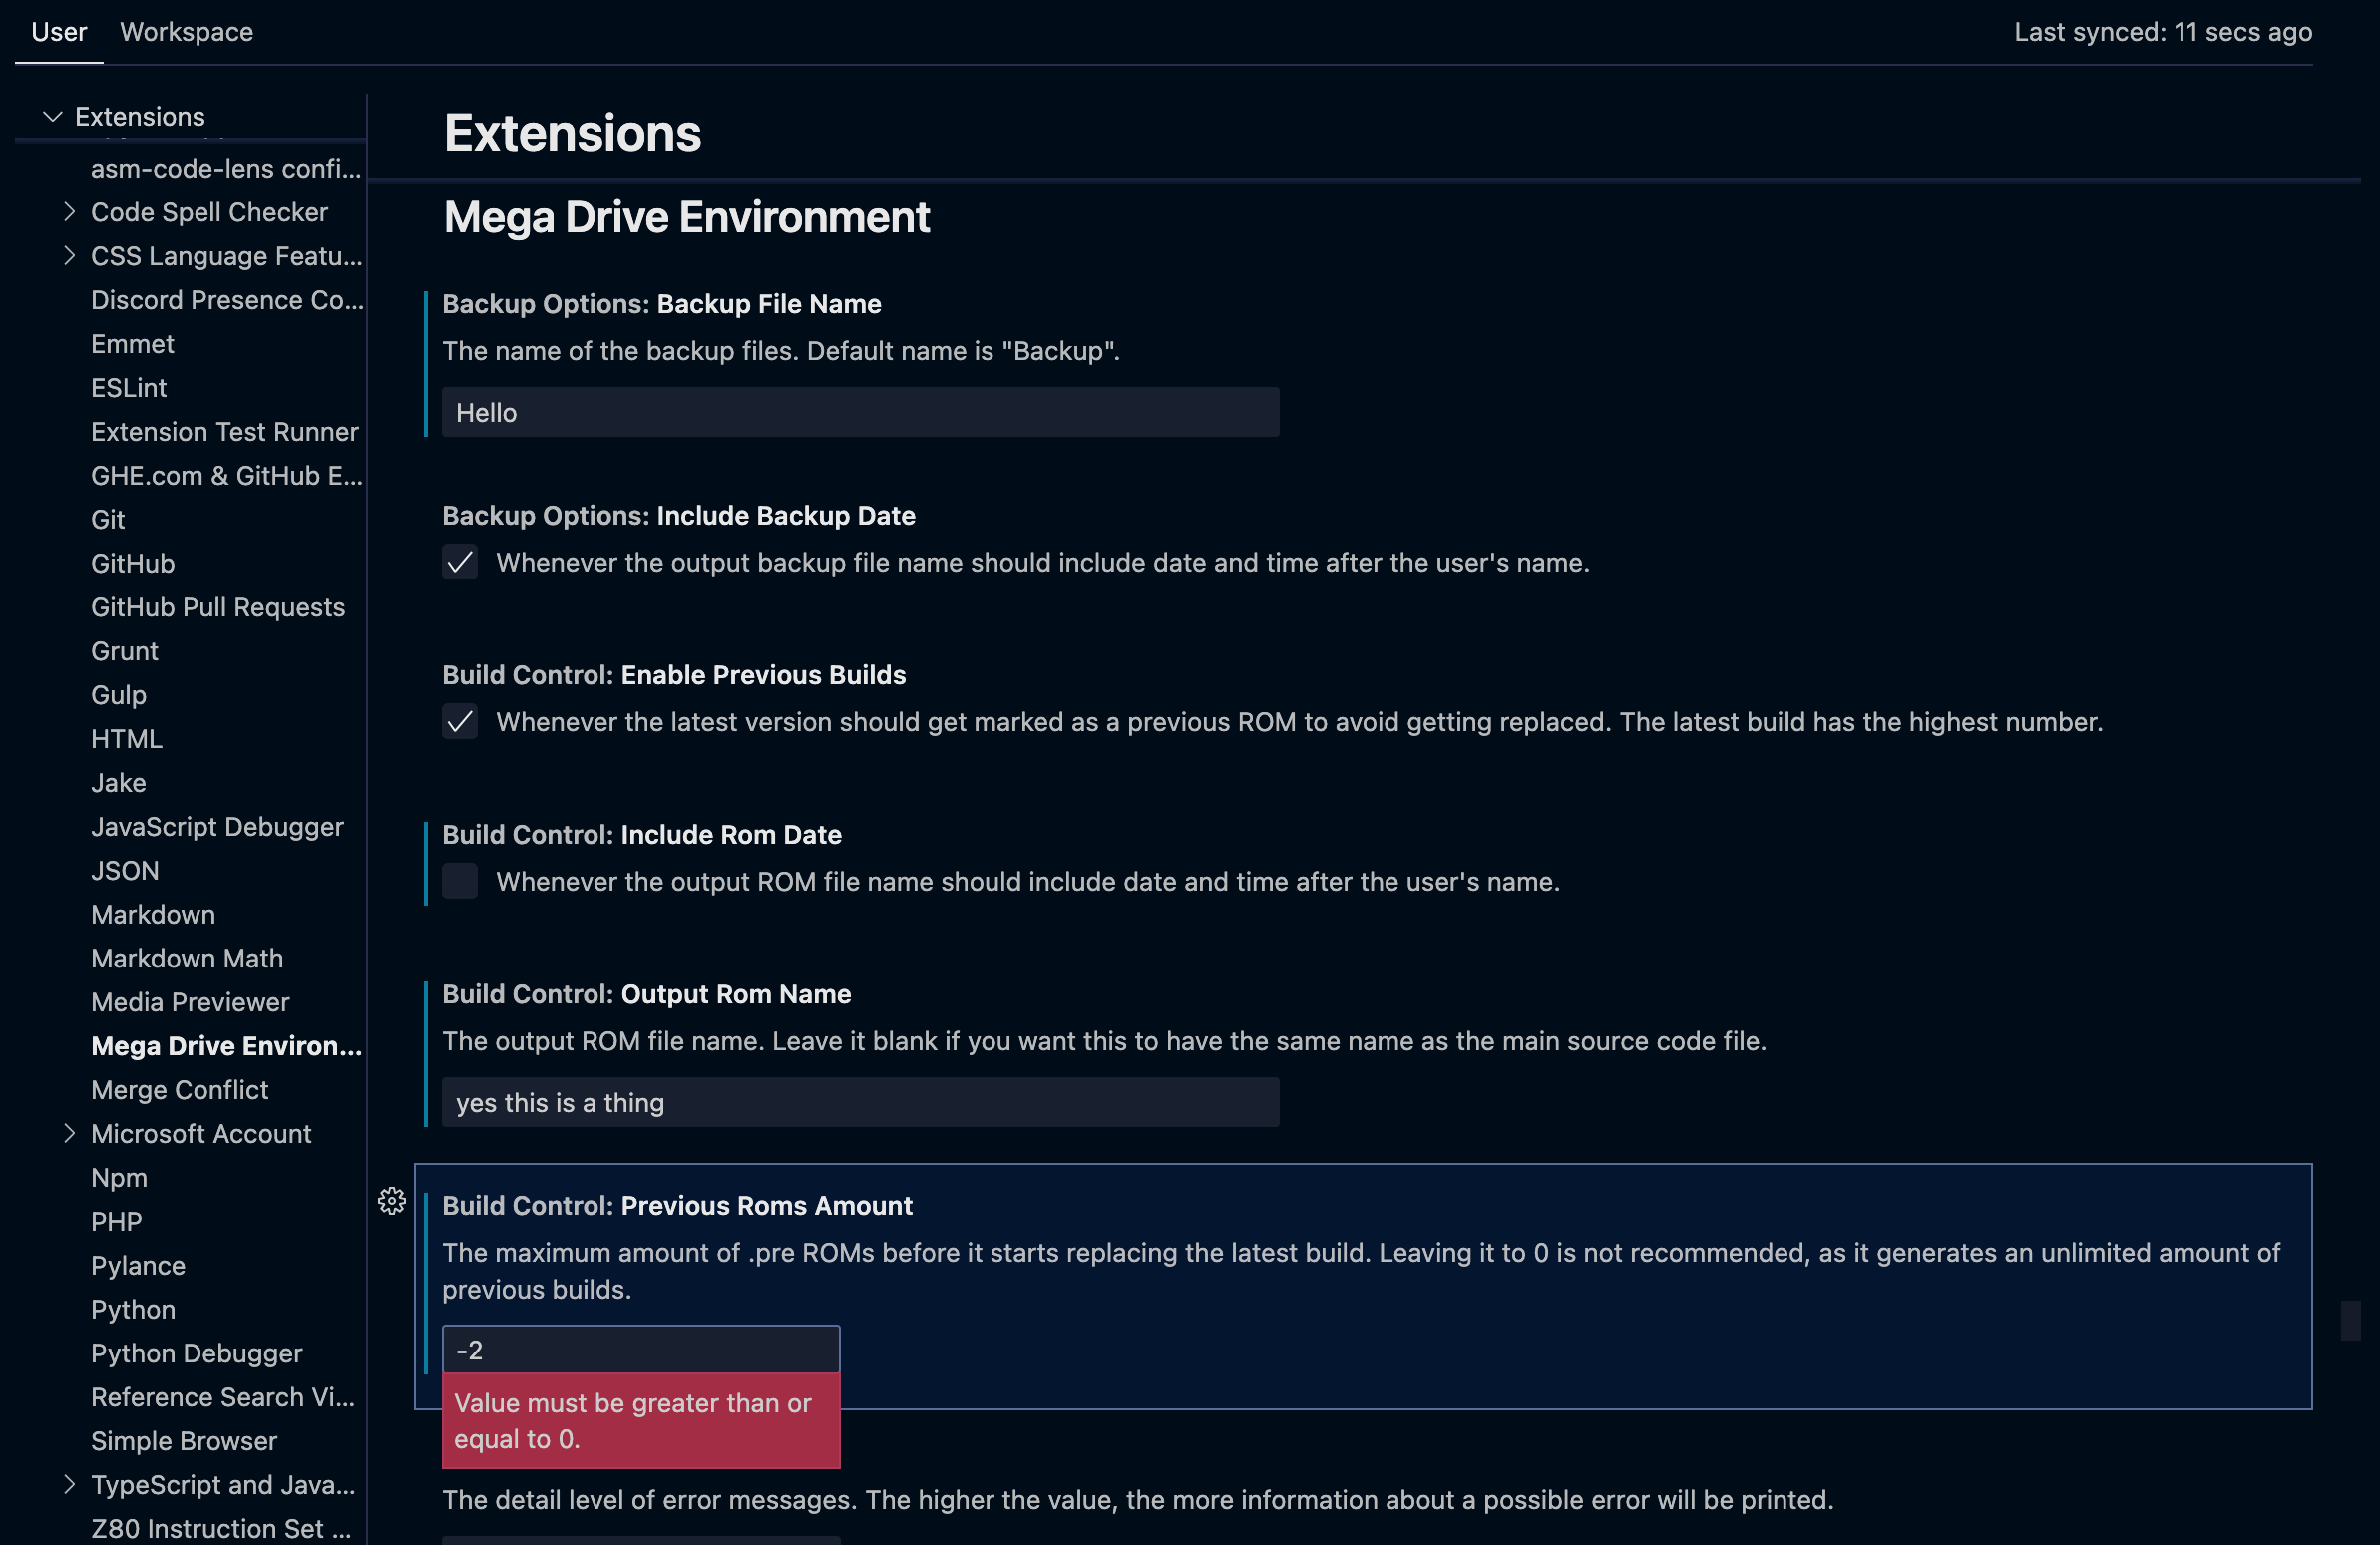 User Workspace Last synced: 11 secs ago
Extensions
asm-code-lens confi...
Code Spell Checker
CSS Language Featu...
Discord Presence Co...
Emmet
ESLint
Extension Test Runner
GHE.com & GitHub E...
Git
GitHub
GitHub Pull Requests
Grunt
Gulp
HTML
Jake
JavaScript Debugger
JSON
Markdown
Markdown Math
Media Previewer
Mega Drive Environ...
Merge Conflict
Microsoft Account
Npm
PHP
Pylance
Python
Python Debugger
Reference Search Vi...
Simple Browser
TypeScript and Java...
Z80 Instruction Set ...
Extensions
Mega Drive Environment
Backup Options: Backup File Name
The name of the backup files. Default name is "Backup".
Hello
Backup Options: Include Backup Date
Whenever the output backup file name should include date and time after the user's name.
Build Control: Enable Previous Builds
Whenever the latest version should get marked as a previous ROM to avoid getting replaced. The latest build has the highest number.
Build Control: Include Rom Date
Whenever the output ROM file name should include date and time after the user's name.
Build Control: Output Rom Name
The output ROM file name. Leave it blank if you want this to have the same name as the main source code file.
yes this is a thing
Build Control: Previous Roms Amount
The maximum amount of .pre ROMs before it starts replacing the latest build. Leaving it to 0 is not recommended, as it generates an unlimited amount of
previous builds.
-2
Value must be greater than or
equal to 0.
The detail level of error messages. The higher the value, the more information about a possible error will be printed.